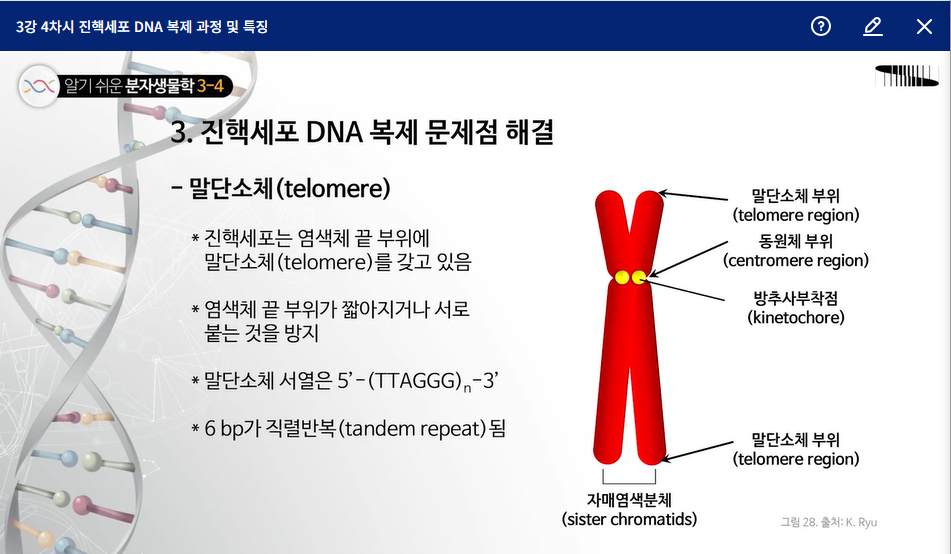 3강 4차시 진핵세포 DNA 복제 과정 및 특징
알기 쉬운 분자생물학 3-4
3. 진핵세포 DNA 복제 문제점 해결
- 말단소체(telomere)
* 진핵세포는 염색체 끝 부위에
말단소체(telomere)를 갖고 있음
* 염색체 끝 부위가 짧아지거나 서로
붙는 것을 방지
* 말단소체 서열은 5’-(TTAGGG)n-3’
* 6 bp가 직렬반복(tandem repeat)됨
말단소체 부위
(telomere region)
동원체 부위
(centromere region)
방추사부착점
(kinetochore)
말단소체 부위
(telomere region)
자매염색분체
(sister chromatids)
그림 28. 출처: K. Ryu